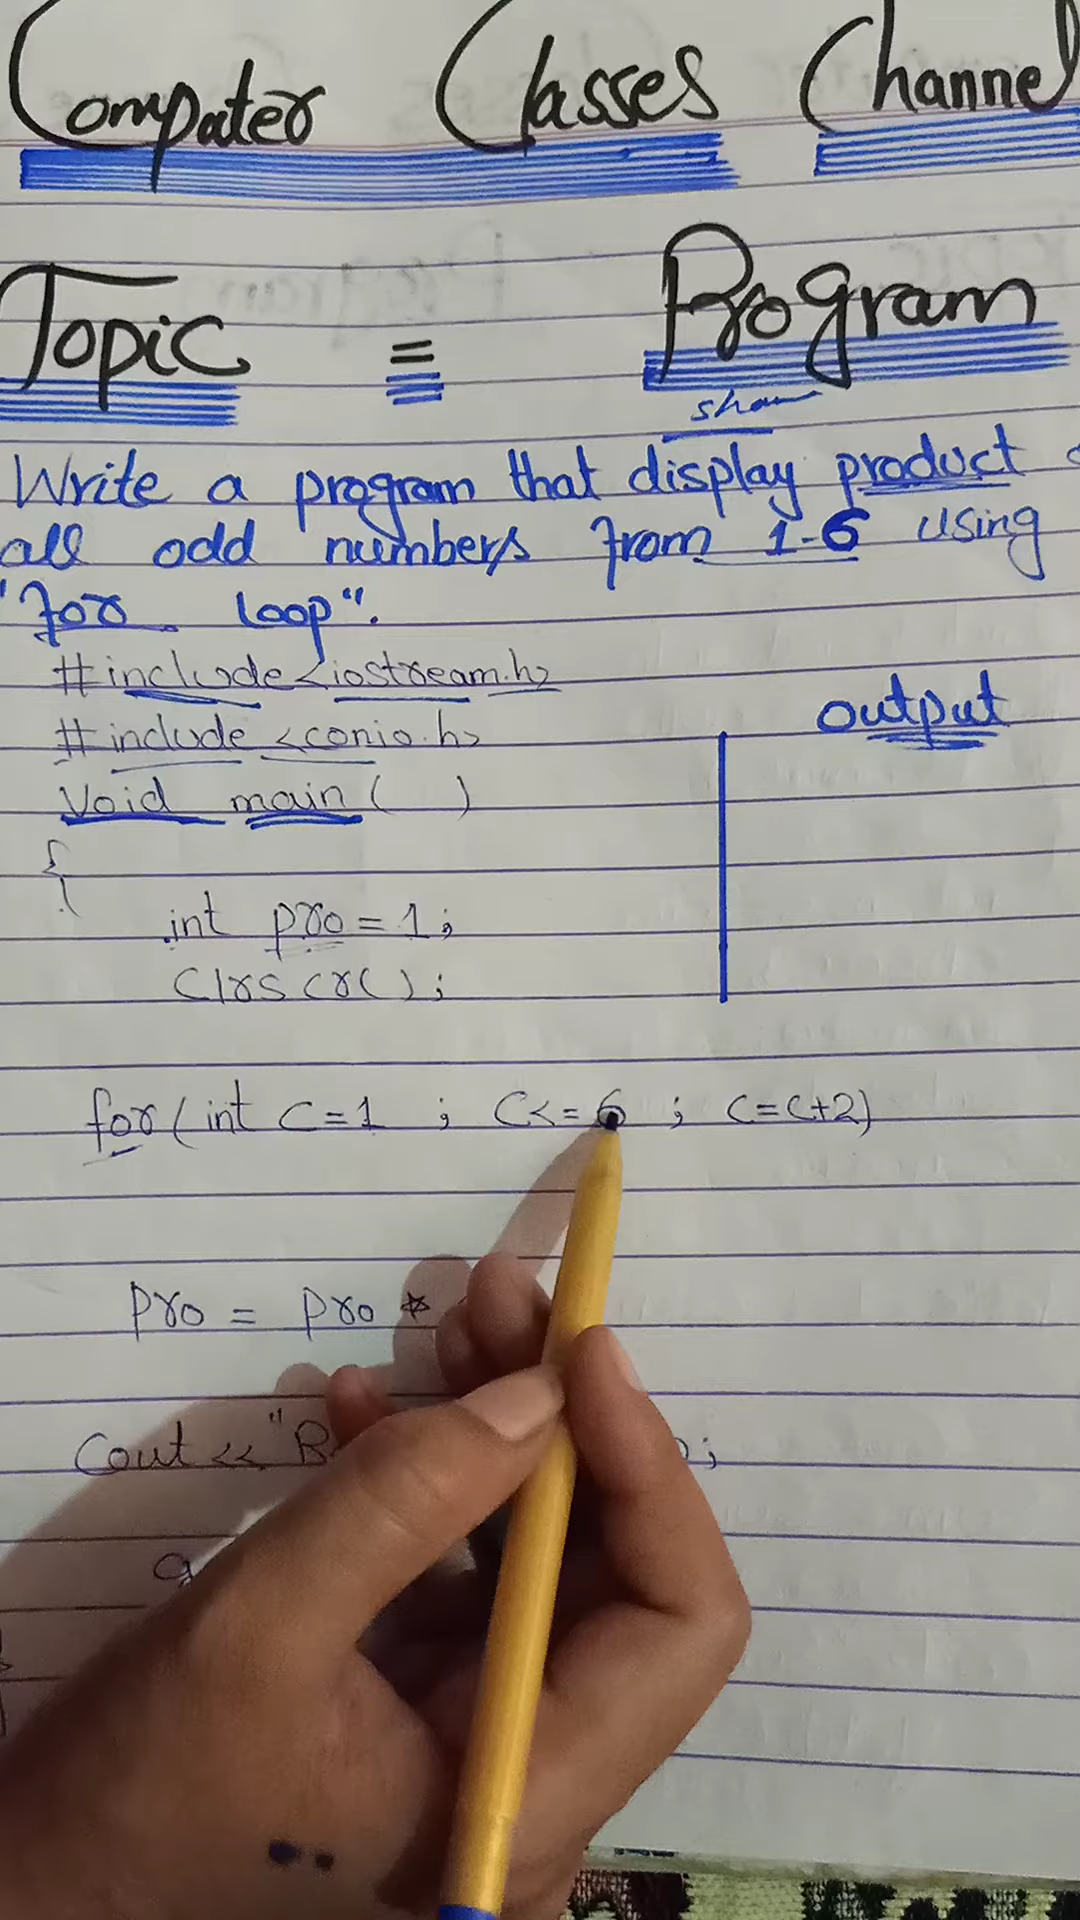 Computer Classes Channel
Topic = Program
show
Write a program that display product
all odd numbers from 1-6 using
"for loop".
#include <iostream.h>
#include <conio.h>
Void main( )
{
int pro = 1;
Clrscr();
output
for (int C=1 ; C<=6 ; C=C+2)
pro = pro *
Cout << "
;